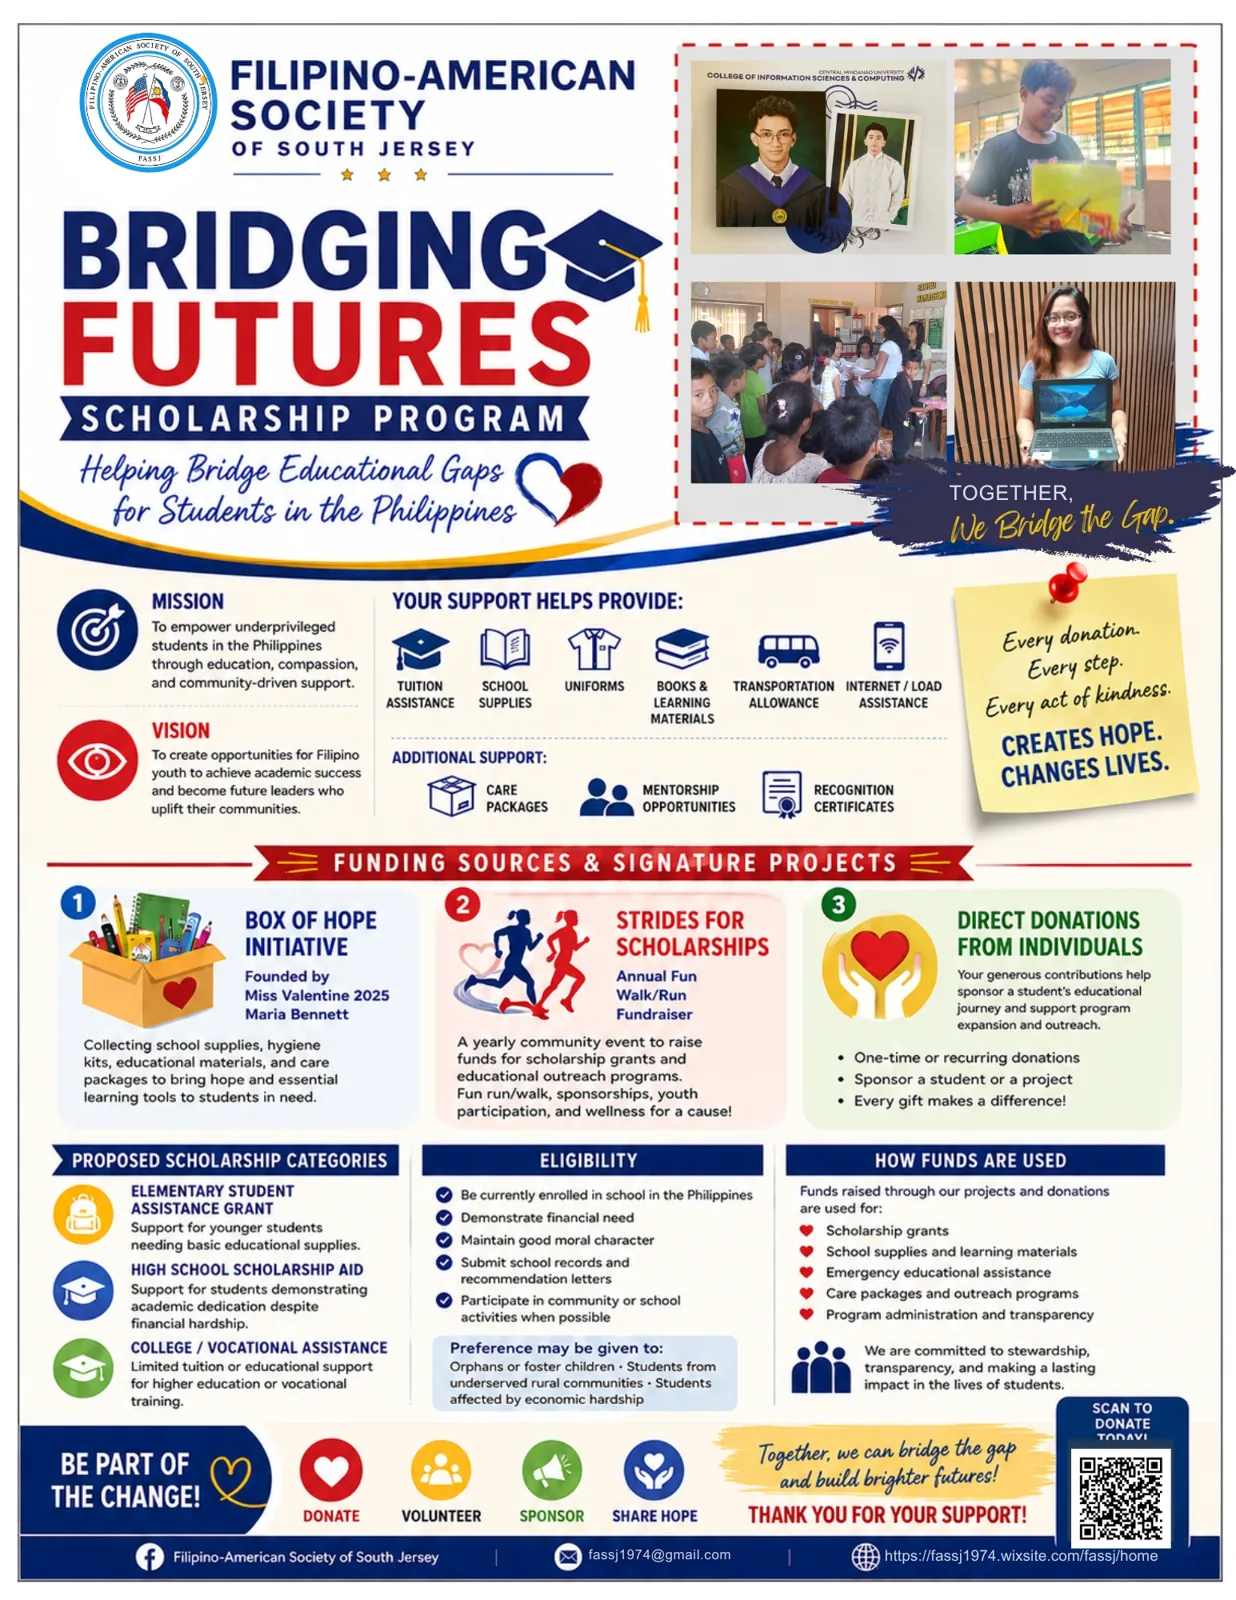 FILIPINO-AMERICAN SOCIETY OF SOUTH JERSEY
FASSJ
FILIPINO-AMERICAN
SOCIETY
OF SOUTH JERSEY
BRIDGING
FUTURES
SCHOLARSHIP PROGRAM
Helping Bridge Educational Gaps
for Students in the Philippines
CENTRAL MINDANAO UNIVERSITY
COLLEGE OF INFORMATION SCIENCES & COMPUTING
TOGETHER,
We Bridge the Gap.
MISSION
To empower underprivileged
students in the Philippines
through education, compassion,
and community-driven support.
VISION
To create opportunities for Filipino
youth to achieve academic success
and become future leaders who
uplift their communities.
YOUR SUPPORT HELPS PROVIDE:
TUITION
ASSISTANCE
SCHOOL
SUPPLIES
UNIFORMS
BOOKS &
LEARNING
MATERIALS
TRANSPORTATION
ALLOWANCE
INTERNET / LOAD
ASSISTANCE
ADDITIONAL SUPPORT:
CARE
PACKAGES
MENTORSHIP
OPPORTUNITIES
RECOGNITION
CERTIFICATES
Every donation.
Every step.
Every act of kindness.
CREATES HOPE.
CHANGES LIVES.
FUNDING SOURCES & SIGNATURE PROJECTS
1
BOX OF HOPE
INITIATIVE
Founded by
Miss Valentine 2025
Maria Bennett
Collecting school supplies, hygiene
kits, educational materials, and care
packages to bring hope and essential
learning tools to students in need.
2
STRIDES FOR
SCHOLARSHIPS
Annual Fun
Walk/Run
Fundraiser
A yearly community event to raise
funds for scholarship grants and
educational outreach programs.
Fun run/walk, sponsorships, youth
participation, and wellness for a cause!
3
DIRECT DONATIONS
FROM INDIVIDUALS
Your generous contributions help
sponsor a student's educational
journey and support program
expansion and outreach.
• One-time or recurring donations
• Sponsor a student or a project
• Every gift makes a difference!
PROPOSED SCHOLARSHIP CATEGORIES
ELEMENTARY STUDENT
ASSISTANCE GRANT
Support for younger students
needing basic educational supplies.
HIGH SCHOOL SCHOLARSHIP AID
Support for students demonstrating
academic dedication despite
financial hardship.
COLLEGE / VOCATIONAL ASSISTANCE
Limited tuition or educational support
for higher education or vocational
training.
ELIGIBILITY
Be currently enrolled in school in the Philippines
Demonstrate financial need
Maintain good moral character
Submit school records and
recommendation letters
Participate in community or school
activities when possible
Preference may be given to:
Orphans or foster children • Students from
underserved rural communities • Students
affected by economic hardship
HOW FUNDS ARE USED
Funds raised through our projects and donations
are used for:
Scholarship grants
School supplies and learning materials
Emergency educational assistance
Care packages and outreach programs
Program administration and transparency
We are committed to stewardship,
transparency, and making a lasting
impact in the lives of students.
BE PART OF
THE CHANGE!
DONATE
VOLUNTEER
SPONSOR
SHARE HOPE
Together, we can bridge the gap
and build brighter futures!
THANK YOU FOR YOUR SUPPORT!
SCAN TO
DONATE
TODAY!
Filipino-American Society of South Jersey
fassj1974@gmail.com
https://fassj1974.wixsite.com/fassj/home